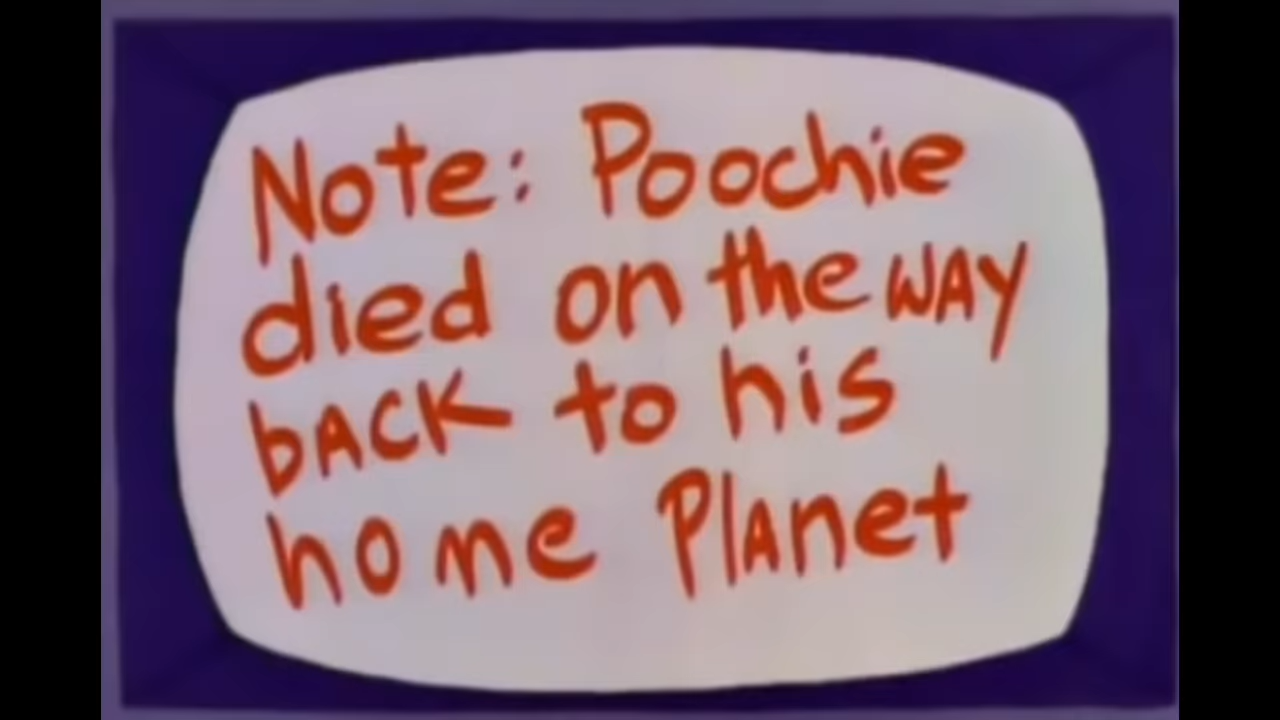 Note: Poochie
died on the WAY
bACK to his
home PlAnet